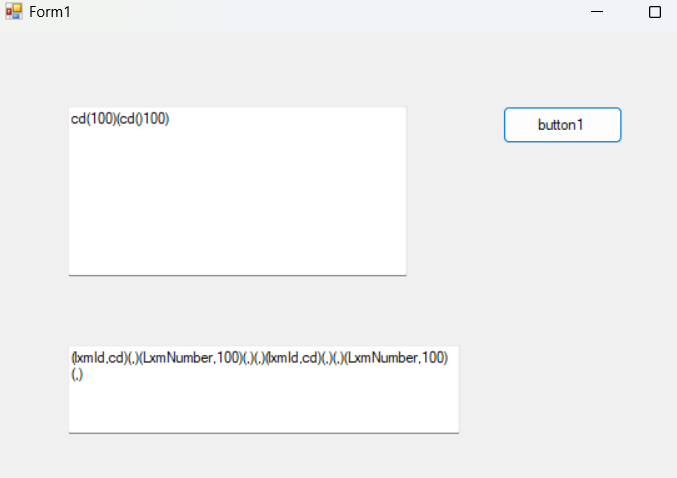 Form1
cd(100)(cd()100)
button1
(lxmId,cd)(,)(LxmNumber,100)(,)(,)(lxmId,cd)(,)(,)(LxmNumber,100)
(,)